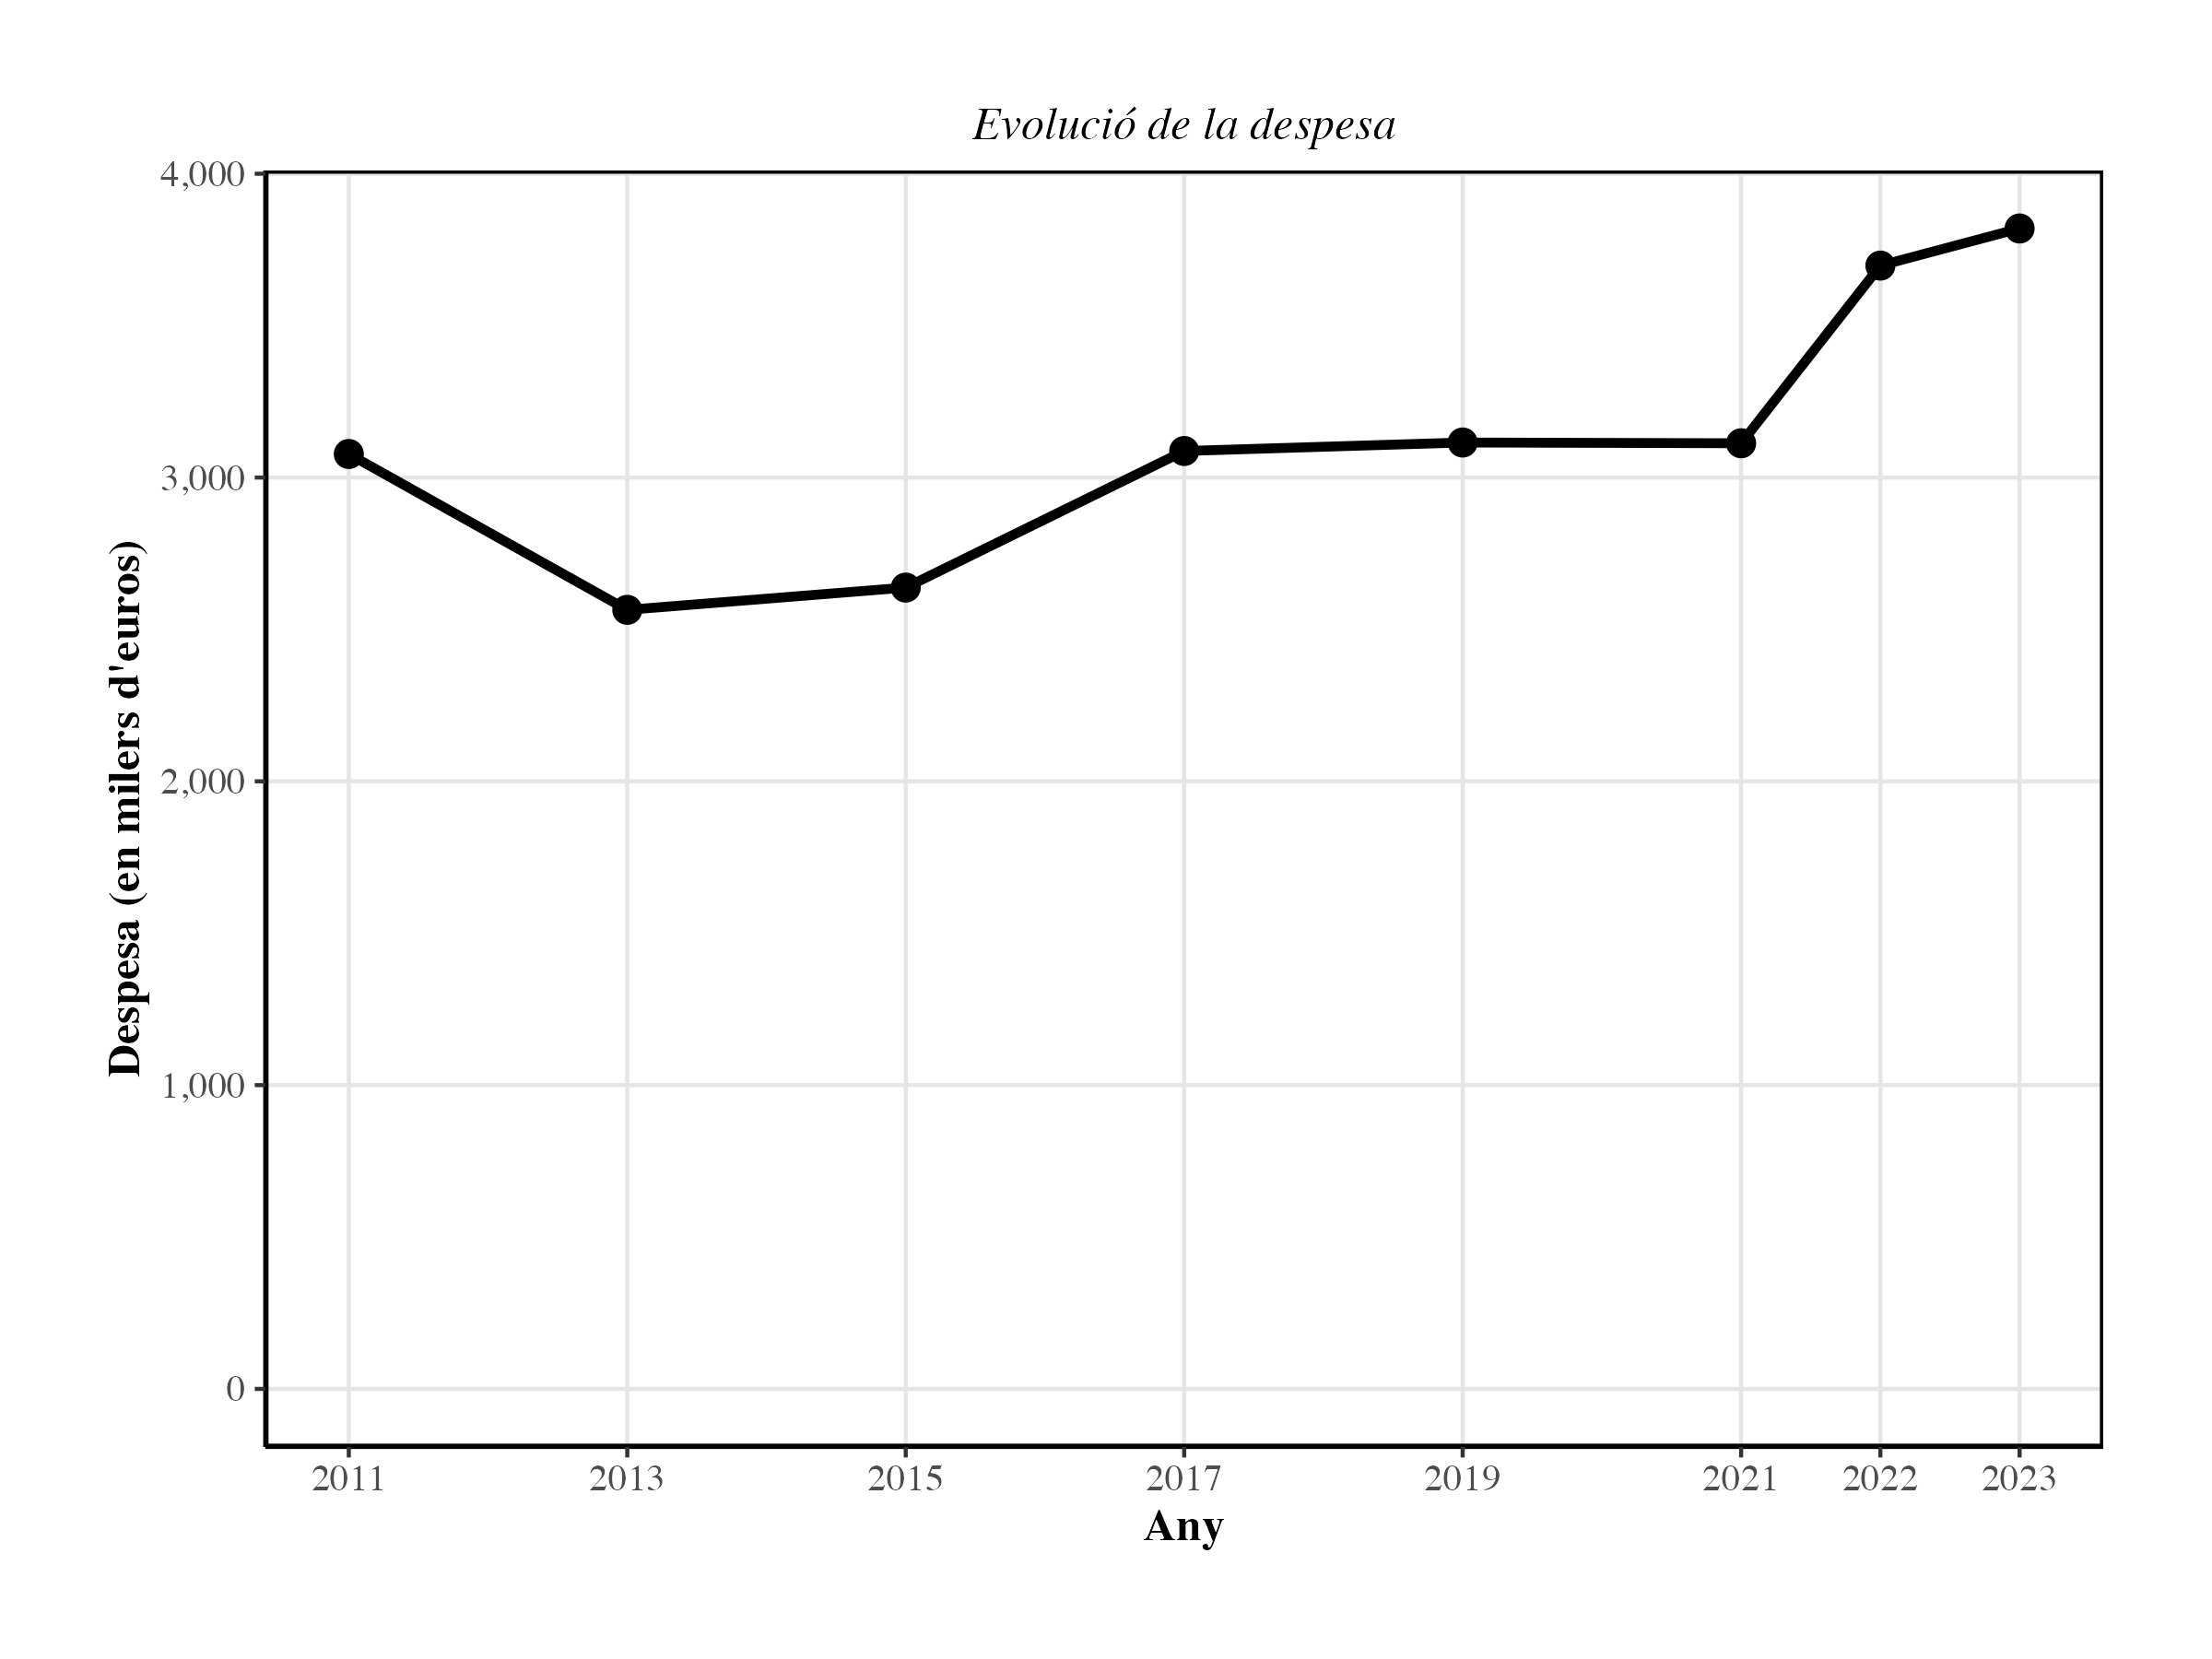 Evolució de la despesa
4,000
3,000
2,000
1,000
0
Despesa (en milers d'euros)
2011 2013 2015 2017 2019 2021 2022 2023
Any